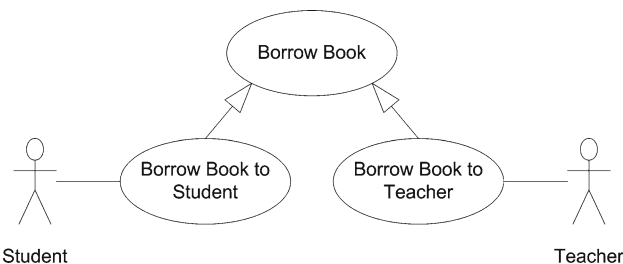 Borrow Book
Borrow Book to
Student
Borrow Book to
Teacher
Student
Teacher